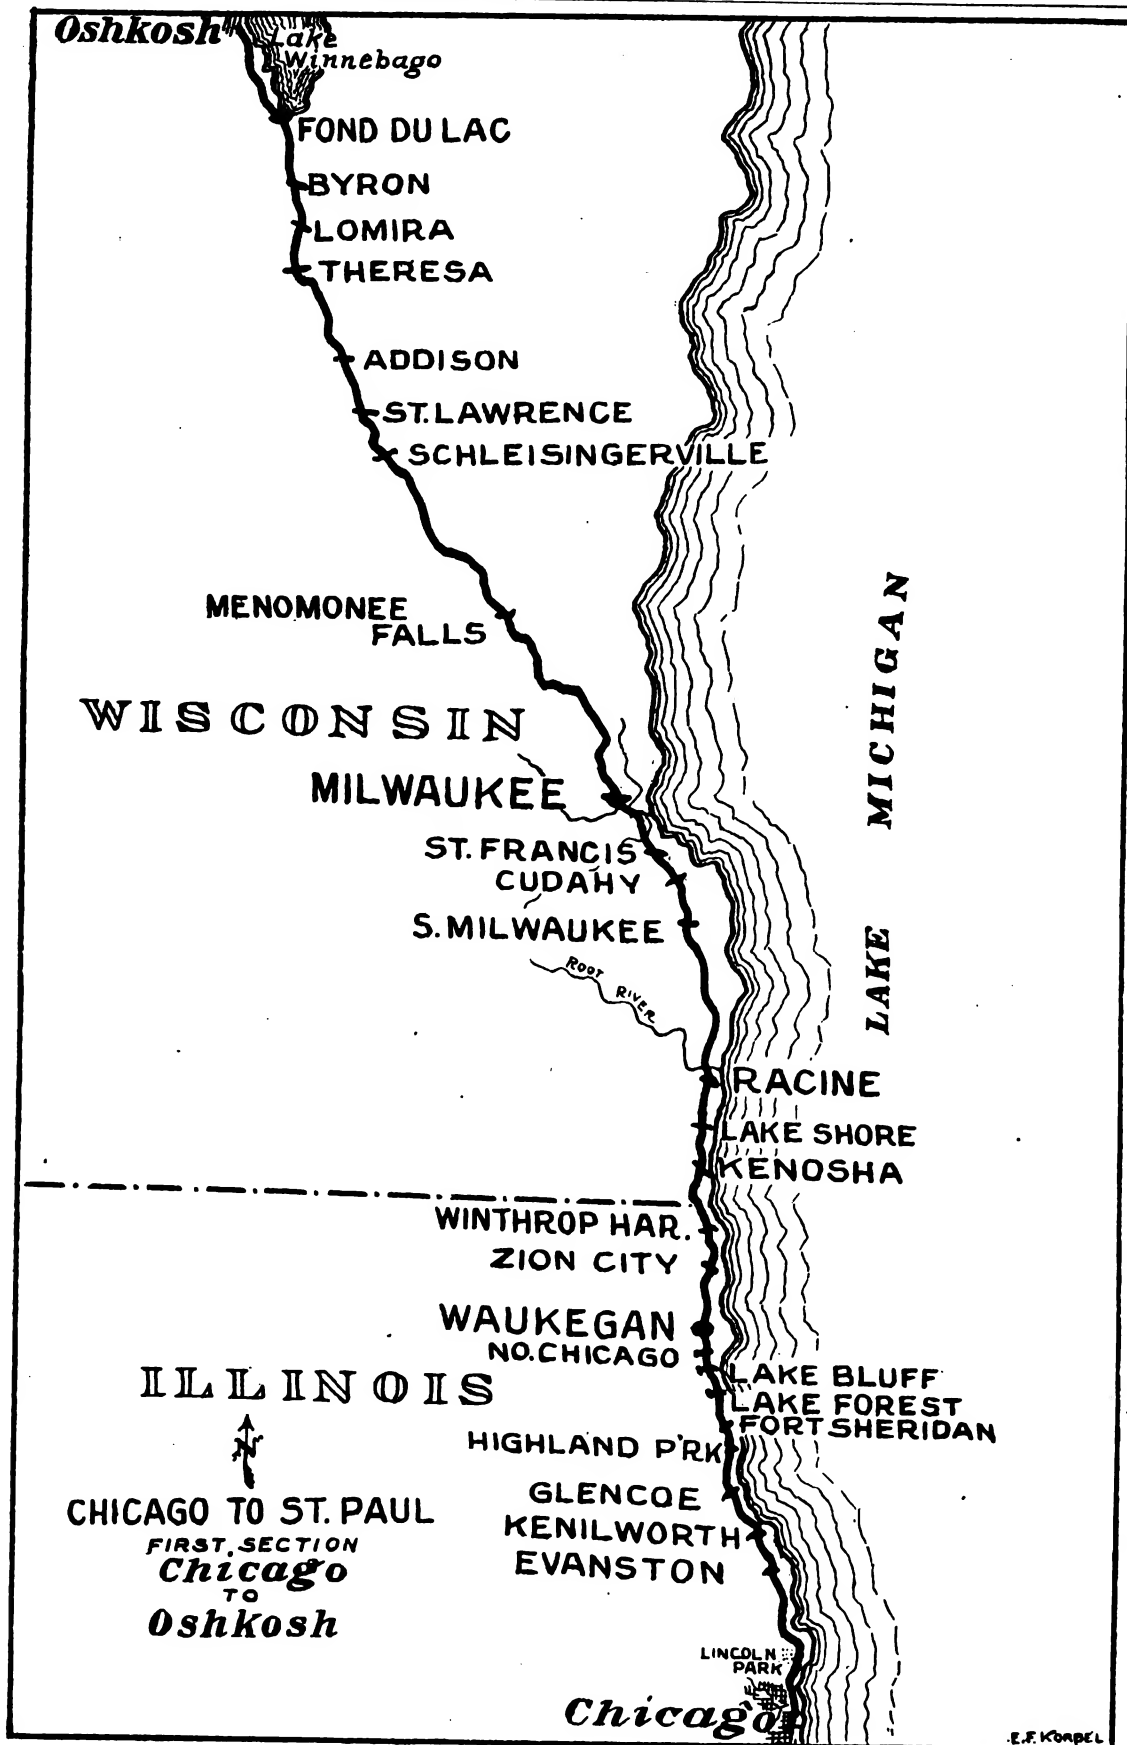 Oshkosh
Lake
Winnebago
FOND DU LAC
BYRON
LOMIRA
THERESA
ADDISON
ST. LAWRENCE
SCHLEISINGERVILLE
MENOMONEE
FALLS
WISCONSIN
MILWAUKEE
ST. FRANCIS
CUDAHY
S. MILWAUKEE
LAKE MICHIGAN
ROOT RIVER
RACINE
LAKE SHORE
KENOSHA
WINTHROP HAR.
ZION CITY
WAUKEGAN
NO. CHICAGO
LAKE BLUFF
LAKE FOREST
FORT SHERIDAN
ILLINOIS
N
HIGHLAND P'RK
GLENCOE
KENILWORTH
EVANSTON
CHICAGO TO ST. PAUL
FIRST. SECTION
Chicago
TO
Oshkosh
LINCOLN
PARK
Chicago
E.F. KORBEL